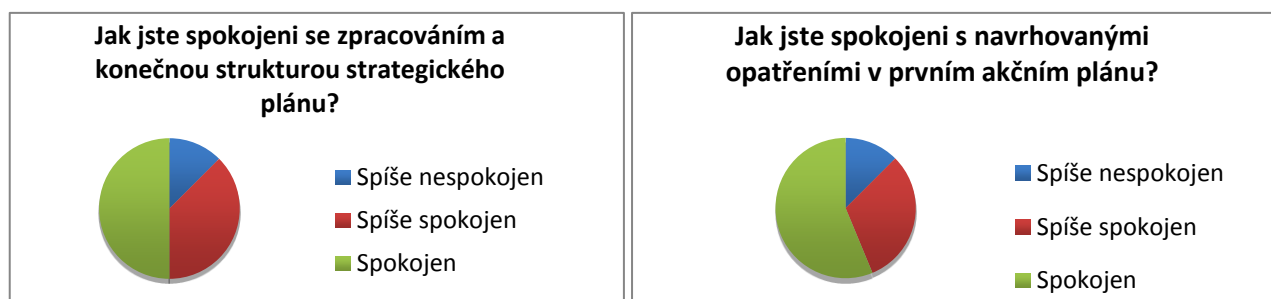 Jak jste spokojeni se zpracováním a
konečnou strukturou strategického
plánu?
Spíše nespokojen
Spíše spokojen
Spokojen
Jak jste spokojeni s navrhovanými
opatřeními v prvním akčním plánu?
Spíše nespokojen
Spíše spokojen
Spokojen